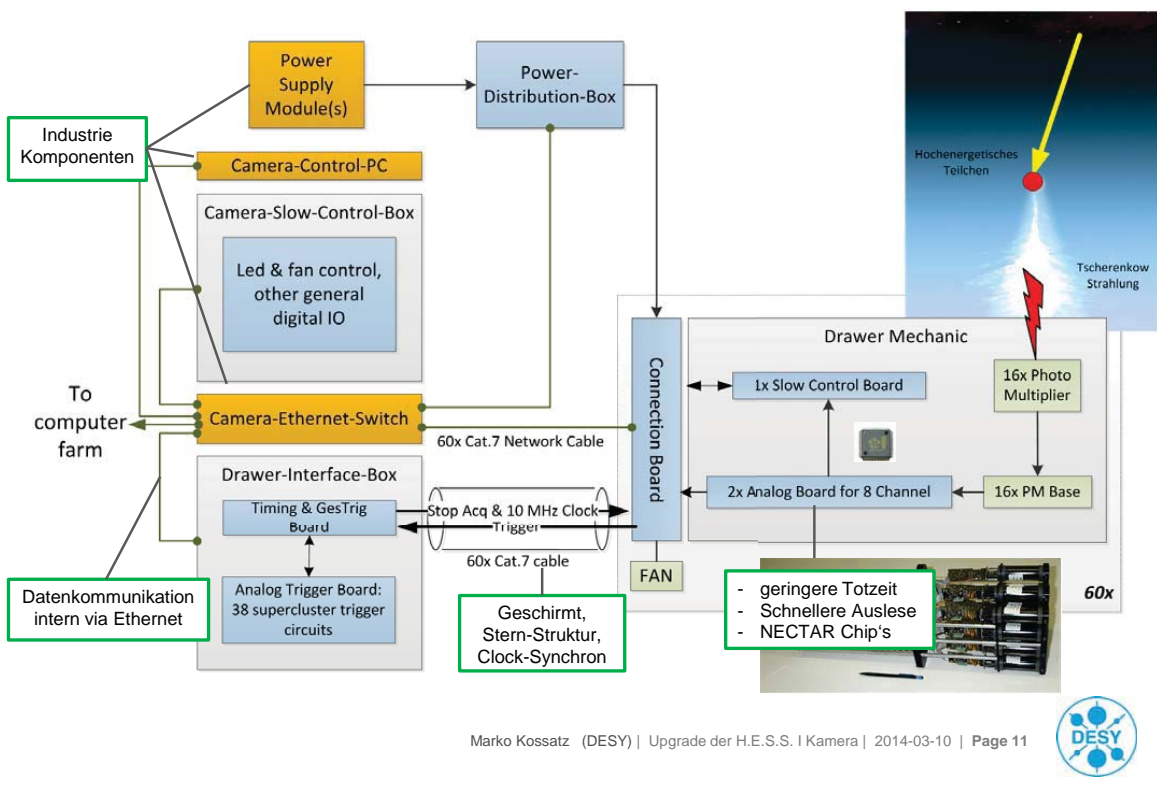 Power
Supply
Module(s)
Power-
Distribution-Box
Industrie
Komponenten
Camera-Control-PC
Camera-Slow-Control-Box
Led & fan control,
other general
digital IO
To
computer
farm
Camera-Ethernet-Switch
60x Cat.7 Network Cable
Drawer-Interface-Box
Timing & GesTrig
Board
Stop Acq & 10 MHz Clock
Trigger
60x Cat.7 cable
Analog Trigger Board:
38 supercluster trigger
circuits
Datenkommunikation
intern via Ethernet
Geschirmt,
Stern-Struktur,
Clock-Synchron
Hochenergetisches
Teilchen
Tscherenkow
Strahlung
Connection Board
Drawer Mechanic
1x Slow Control Board
16x Photo
Multiplier
2x Analog Board for 8 Channel
16x PM Base
FAN
60x
- geringere Totzeit
- Schnellere Auslese
- NECTAR Chip‘s
Marko Kossatz (DESY) | Upgrade der H.E.S.S. I Kamera | 2014-03-10 | Page 11
DESY